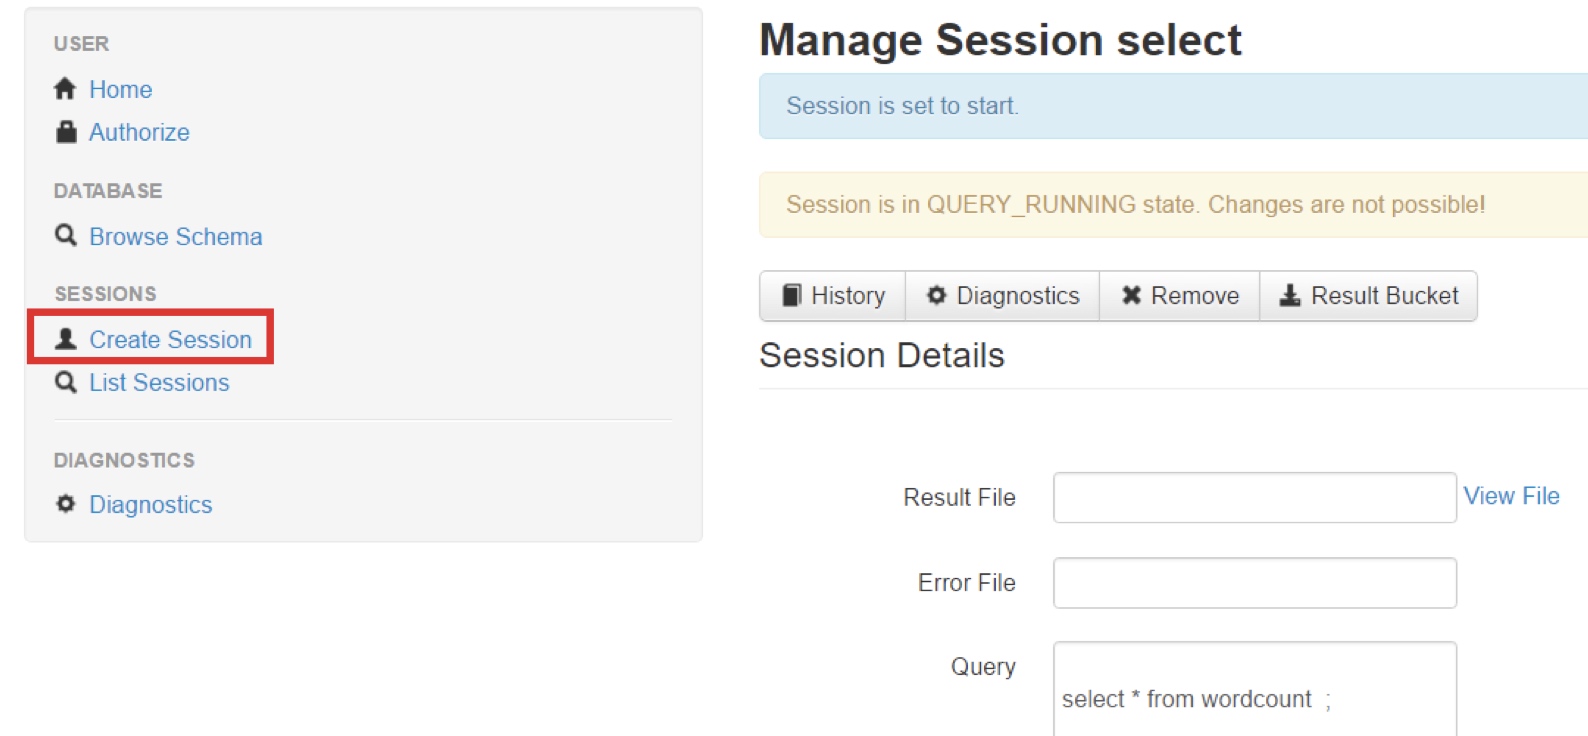 USER
Home
Authorize
DATABASE
Browse Schema
SESSIONS
Create Session
List Sessions
DIAGNOSTICS
Diagnostics
Manage Session select
Session is set to start.
Session is in QUERY_RUNNING state. Changes are not possible!
History Diagnostics Remove Result Bucket
Session Details
Result File View File
Error File
Query
select * from wordcount ;